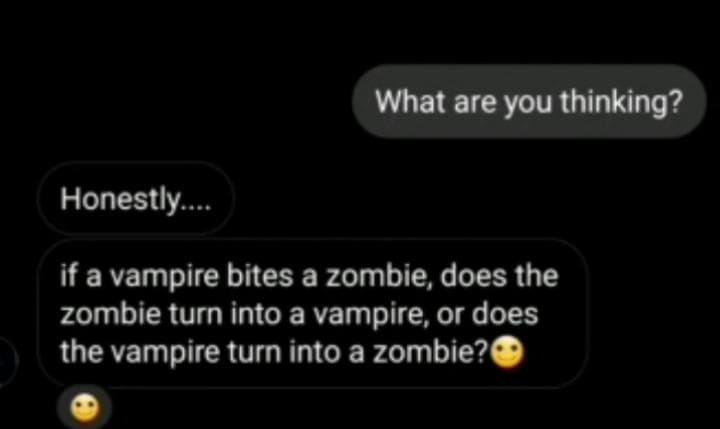 What are you thinking?
Honestly....
if a vampire bites a zombie, does the
zombie turn into a vampire, or does
the vampire turn into a zombie?🙂
🙂